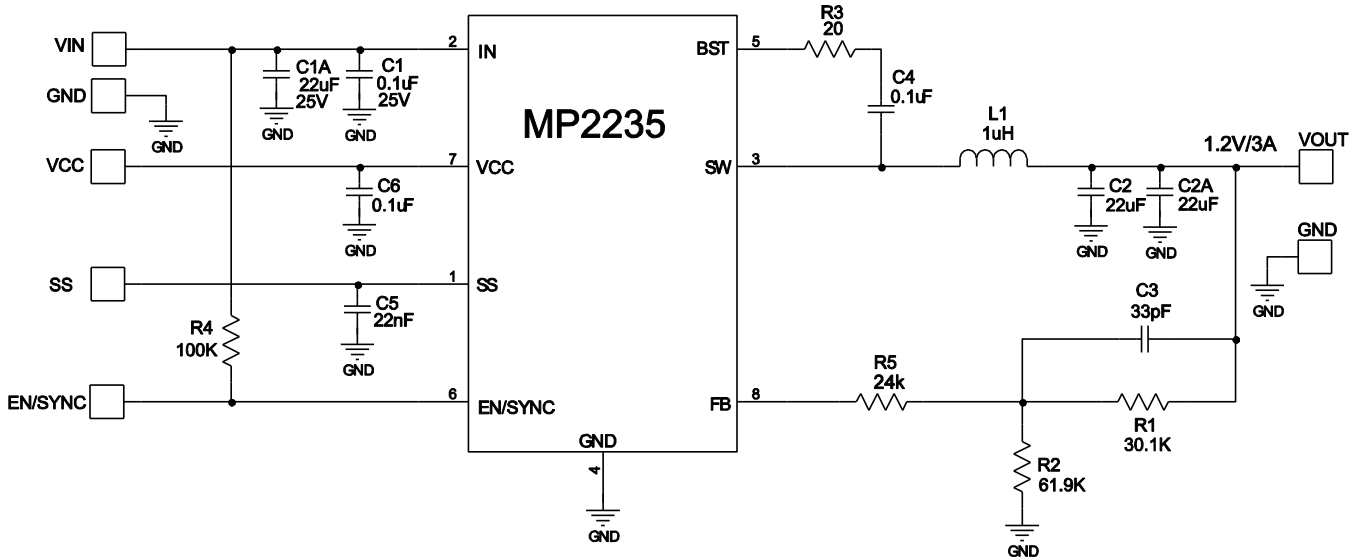 VIN
GND
GND
VCC
SS
EN/SYNC
R4
100K
C1A
22uF
25V
GND
C1
0.1uF
25V
GND
C6
0.1uF
GND
C5
22nF
GND
2
IN
7
VCC
1
SS
6
EN/SYNC
MP2235
GND
4
GND
BST
5
SW
3
FB
8
R3
20
C4
0.1uF
L1
1uH
1.2V/3A
VOUT
C2
22uF
GND
C2A
22uF
GND
GND
GND
C3
33pF
R5
24k
R1
30.1K
R2
61.9K
GND